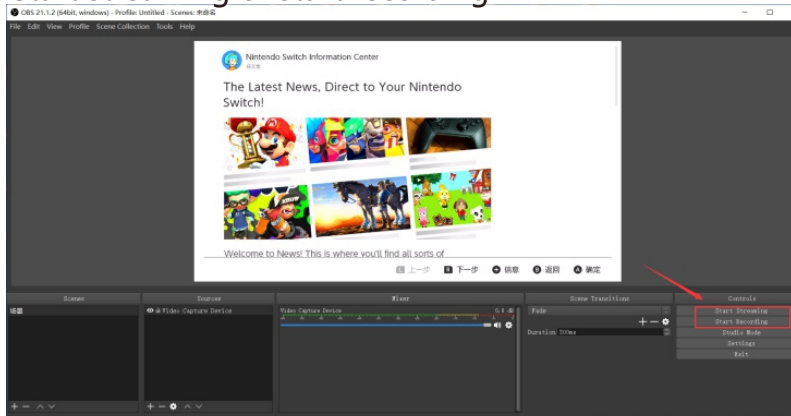 OBS 21.1.2 (64bit, windows) - Profile: Untitled - Scenes: 未命名
File Edit View Profile Scene Collection Tools Help
Nintendo Switch Information Center
The Latest News, Direct to Your Nintendo
Switch!
Welcome to News! This is where you'll find all sorts of
L 上一步 R 下一步 信息 B 返回 A 确定
Scenes Sources Mixer Scene Transitions Controls
场景
Video Capture Device
Video Capture Device
Fade
Duration 300ms
Start Streaming
Start Recording
Studio Mode
Settings
Exit